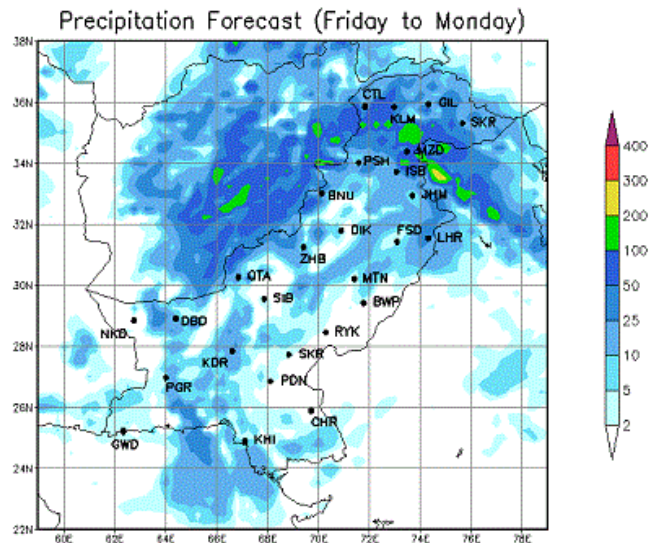 Precipitation Forecast (Friday to Monday)
38N
36N
34N
32N
30N
28N
26N
24N
22N
60E
62E
64E
66E
68E
70E
72E
74E
76E
78E
CTL
KLM
GIL
SKR
MZD
PSH
ISB
BNU
JHM
DIK
FSD
LHR
ZHB
QTA
MTN
SIB
BWP
NKD
DBD
RYK
KDR
SKR
PGR
PDN
CHR
GWD
KHI
400
300
200
100
50
25
10
5
2